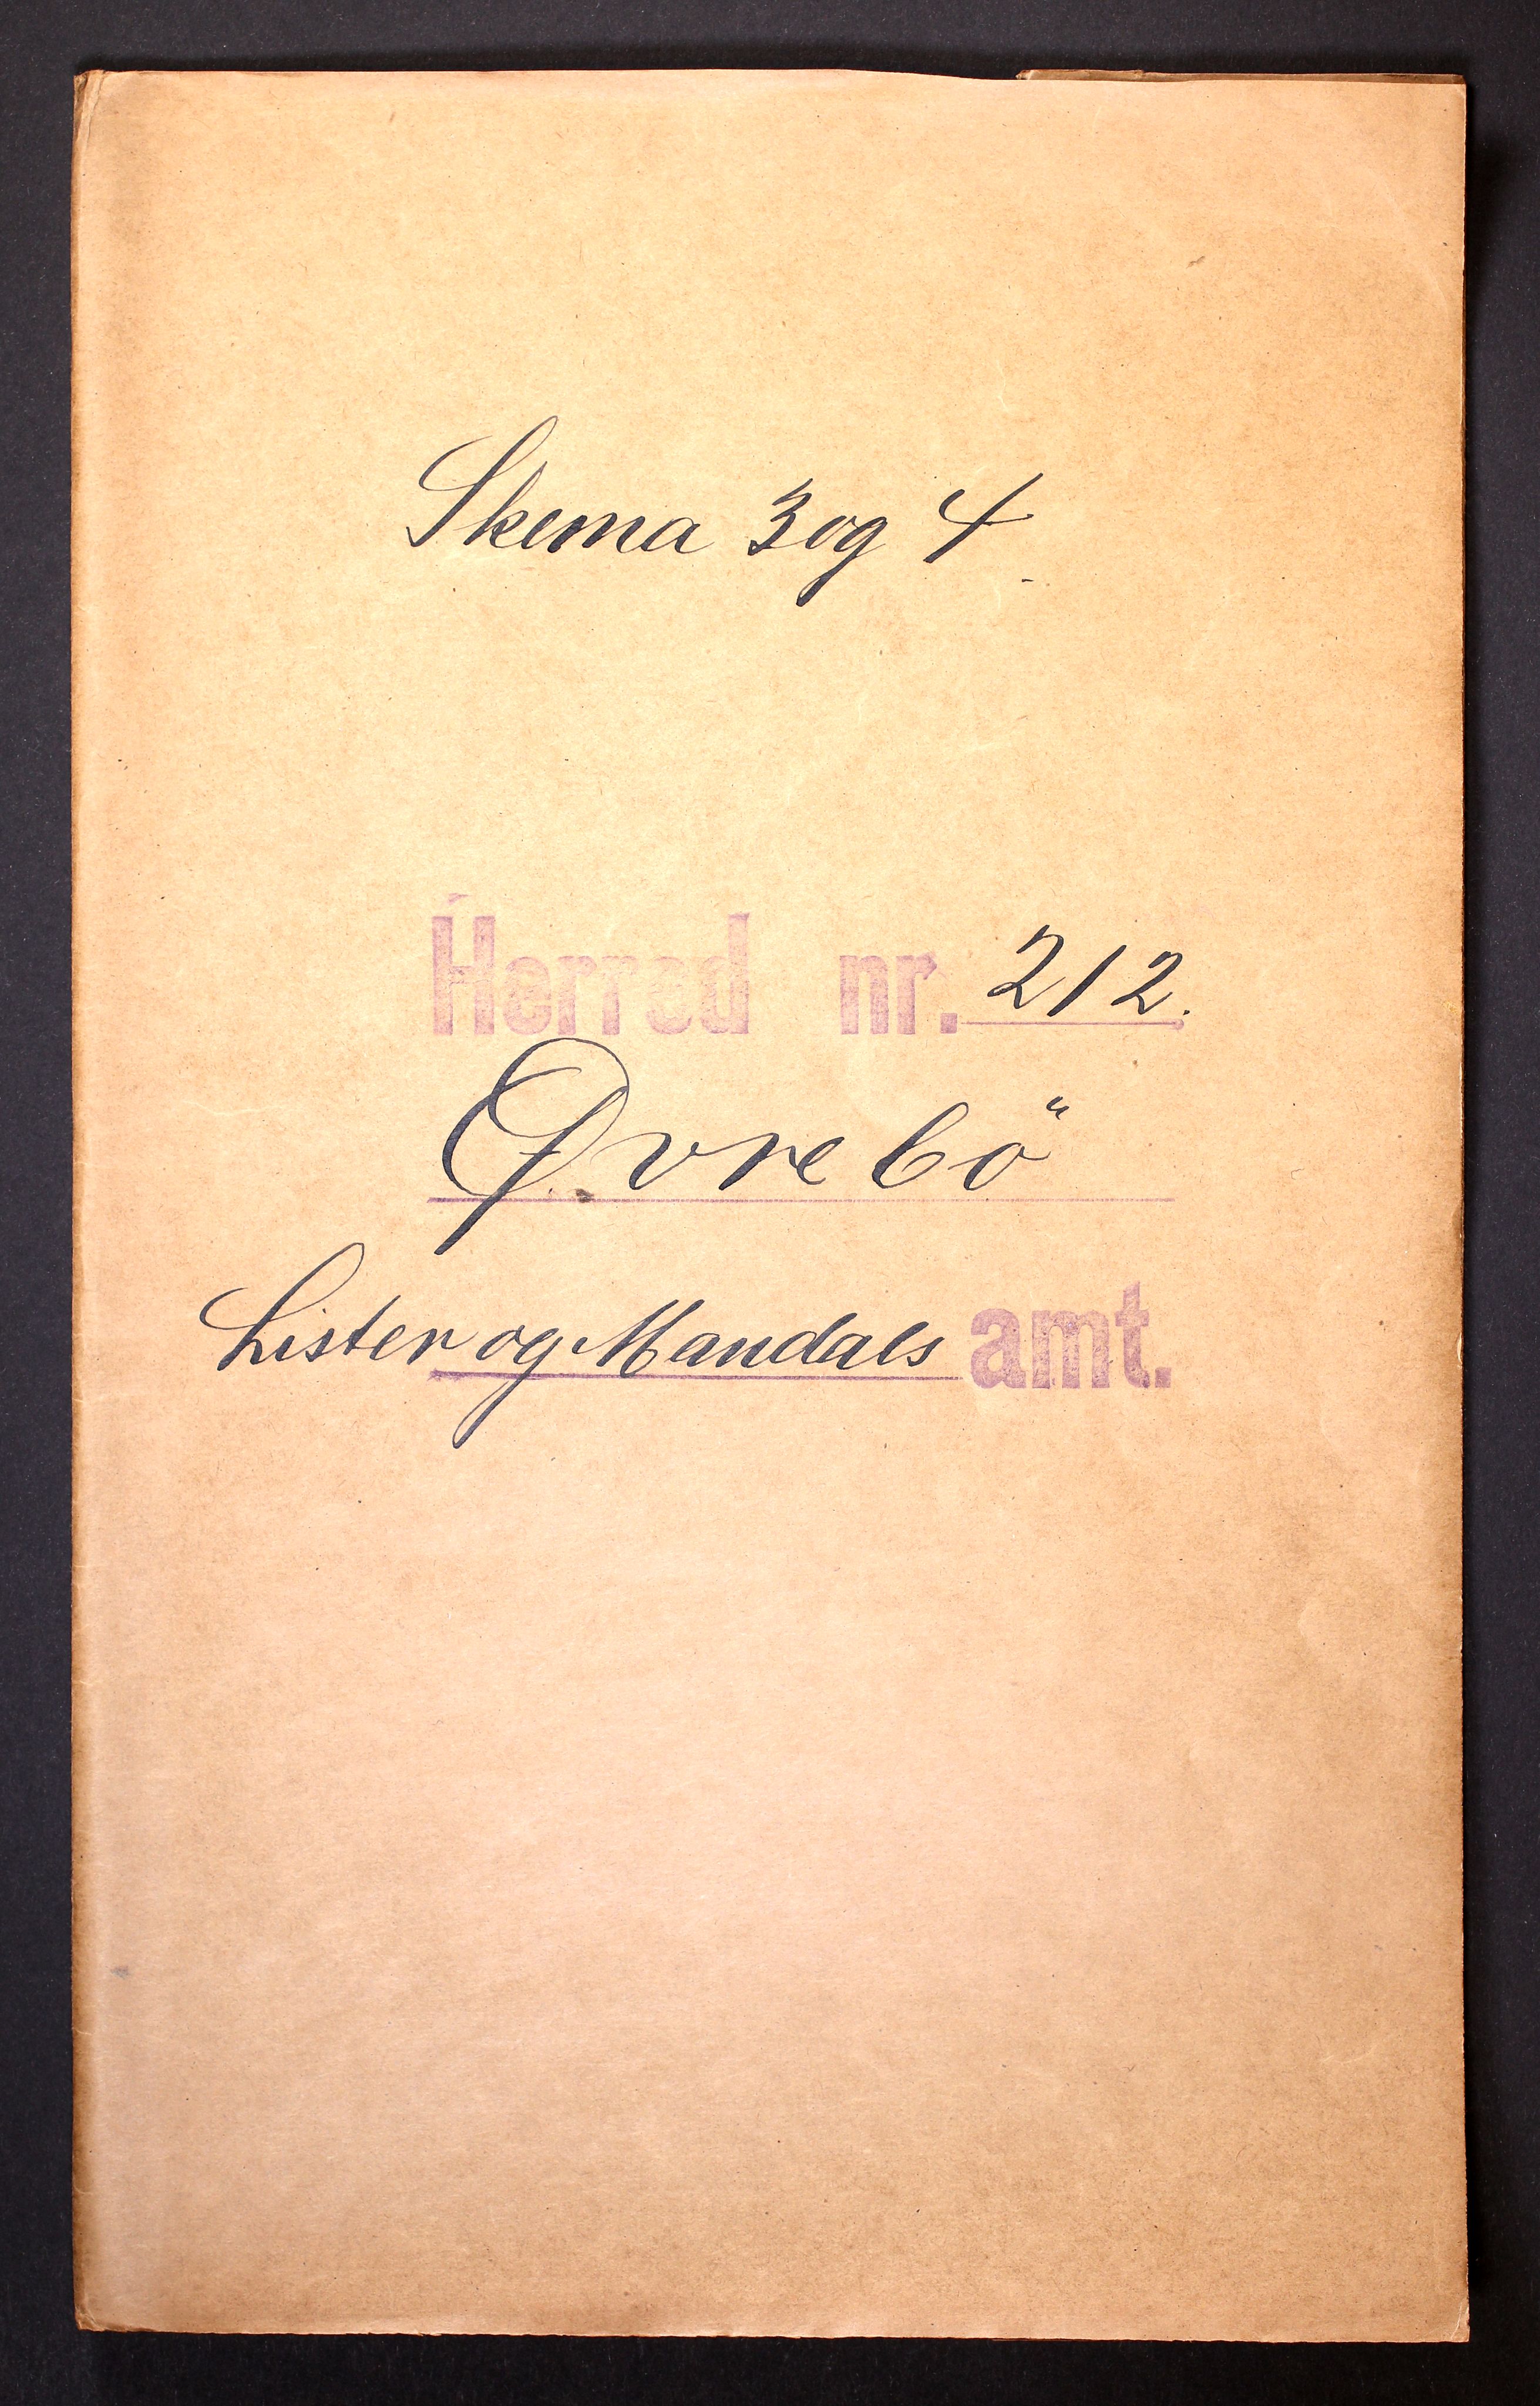 Skema 3 og 4.
Herred nr. 212.
Øvrebö
Lister og Mandals amt.